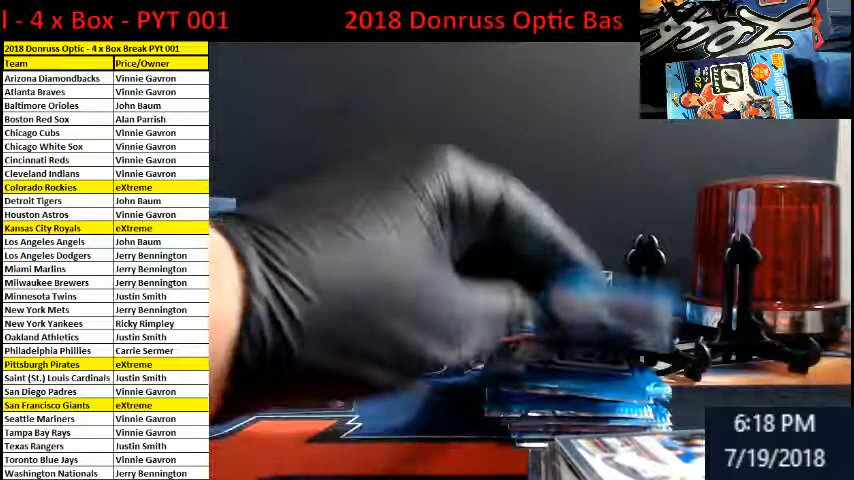 l - 4 x Box - PYT 001
2018 Donruss Optic Bas
2018 Donruss Optic - 4 x Box Break PYt 001
Team Price/Owner
Arizona Diamondbacks Vinnie Gavron
Atlanta Braves Vinnie Gavron
Baltimore Orioles John Baum
Boston Red Sox Alan Parrish
Chicago Cubs Vinnie Gavron
Chicago White Sox Vinnie Gavron
Cincinnati Reds Vinnie Gavron
Cleveland Indians Vinnie Gavron
Colorado Rockies eXtreme
Detroit Tigers John Baum
Houston Astros Vinnie Gavron
Kansas City Royals eXtreme
Los Angeles Angels John Baum
Los Angeles Dodgers Jerry Bennington
Miami Marlins Jerry Bennington
Milwaukee Brewers Jerry Bennington
Minnesota Twins Justin Smith
New York Mets Jerry Bennington
New York Yankees Ricky Rimpley
Oakland Athletics Justin Smith
Philadelphia Phillies Carrie Sermer
Pittsburgh Pirates eXtreme
Saint (St.) Louis Cardinals Justin Smith
San Diego Padres Vinnie Gavron
San Francisco Giants eXtreme
Seattle Mariners Vinnie Gavron
Tampa Bay Rays Vinnie Gavron
Texas Rangers Justin Smith
Toronto Blue Jays Vinnie Gavron
Washington Nationals Jerry Bennington
OPTIC
6:18 PM
7/19/2018